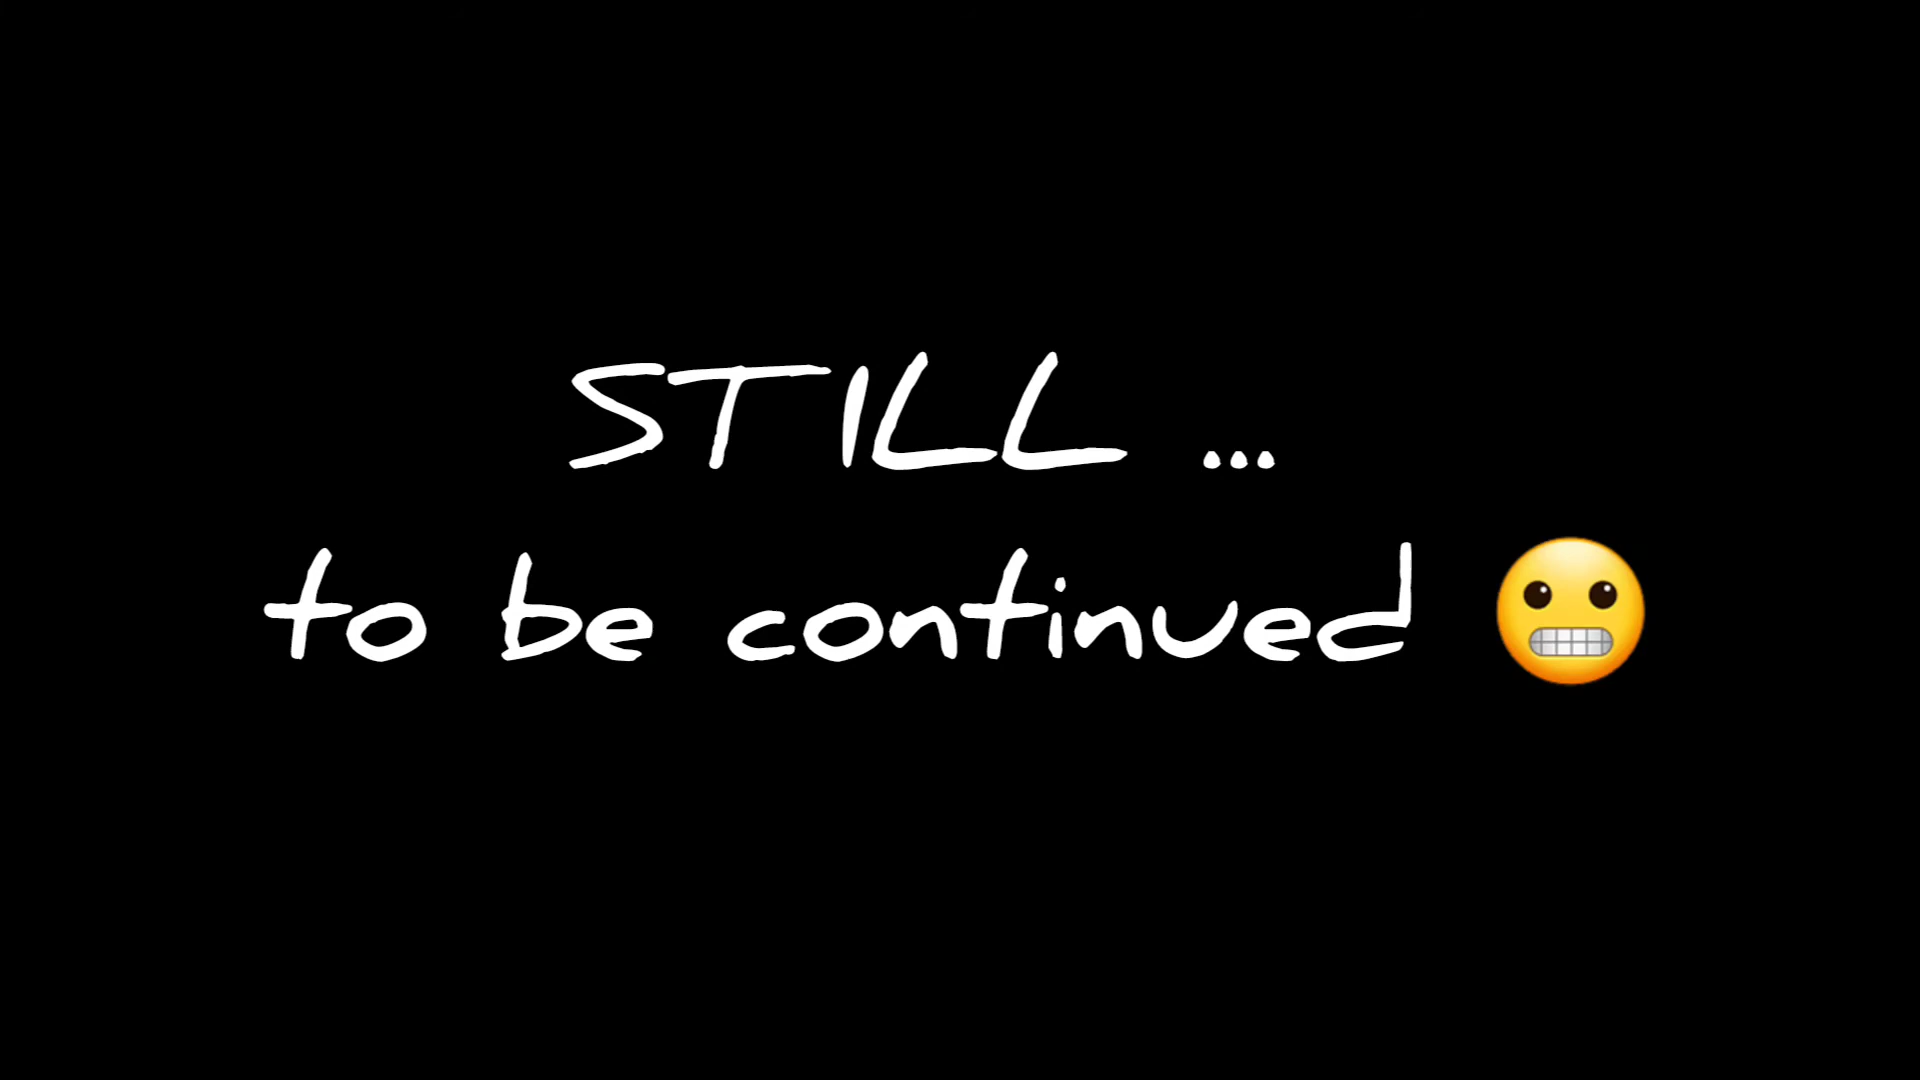 STILL ...
to be continued 😬